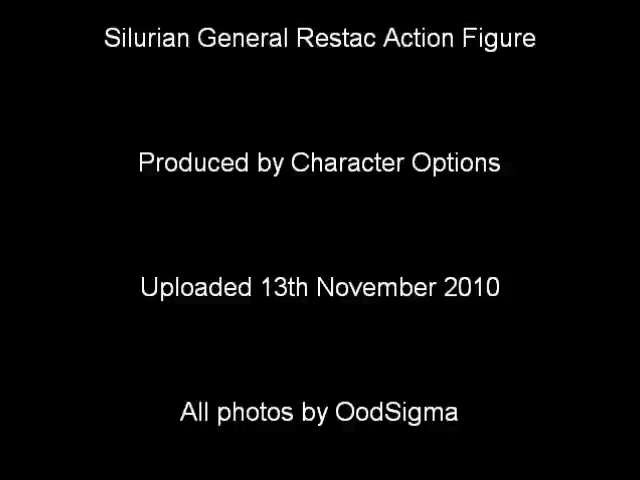 Silurian General Restac Action Figure
Produced by Character Options
Uploaded 13th November 2010
All photos by OodSigma